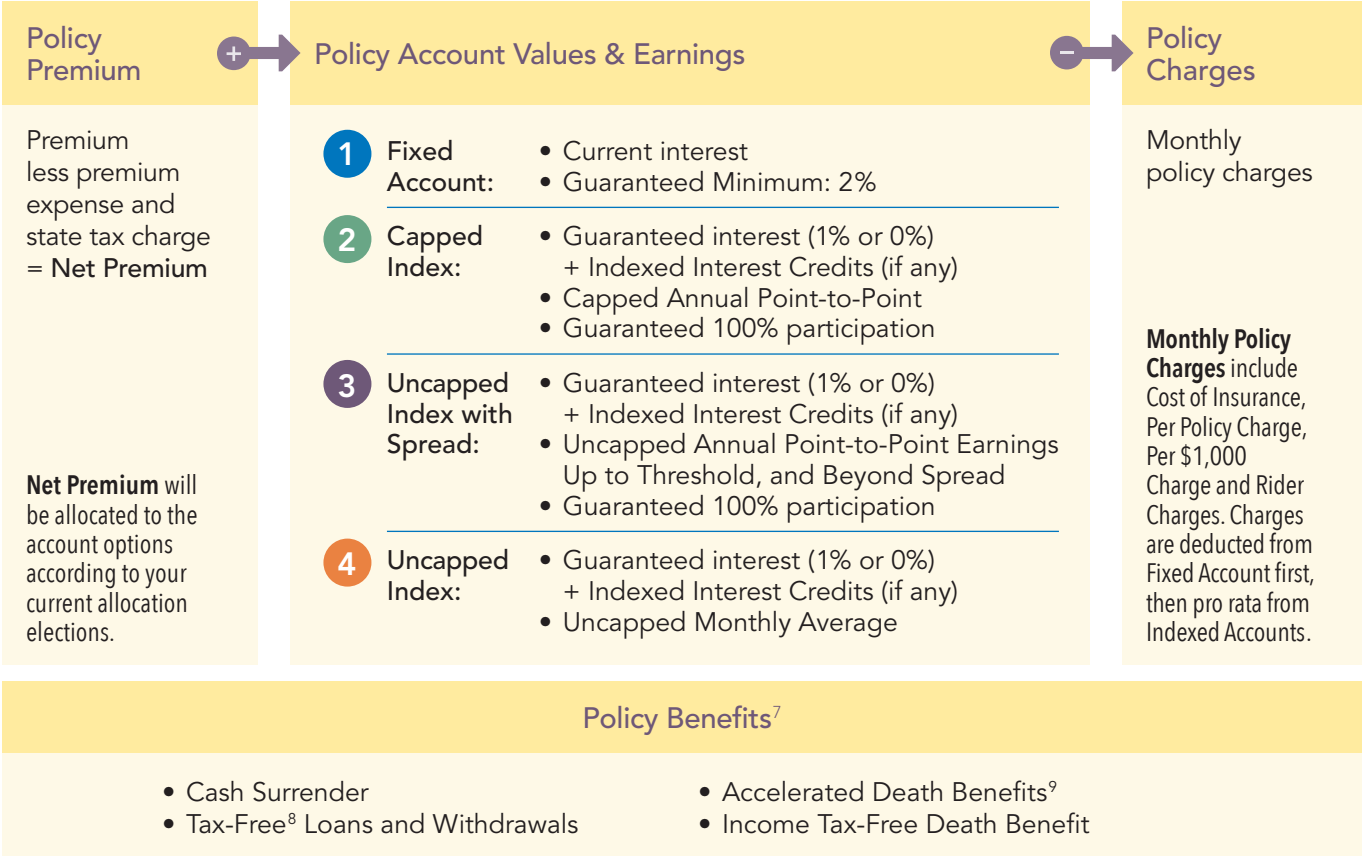 Policy
Premium
+
Policy Account Values & Earnings
−
Policy
Charges
Premium
less premium
expense and
state tax charge
= Net Premium
Net Premium will
be allocated to the
account options
according to your
current allocation
elections.
1
Fixed
Account:
• Current interest
• Guaranteed Minimum: 2%
2
Capped
Index:
• Guaranteed interest (1% or 0%)
+ Indexed Interest Credits (if any)
• Capped Annual Point-to-Point
• Guaranteed 100% participation
3
Uncapped
Index with
Spread:
• Guaranteed interest (1% or 0%)
+ Indexed Interest Credits (if any)
• Uncapped Annual Point-to-Point Earnings
Up to Threshold, and Beyond Spread
• Guaranteed 100% participation
4
Uncapped
Index:
• Guaranteed interest (1% or 0%)
+ Indexed Interest Credits (if any)
• Uncapped Monthly Average
Monthly
policy charges
Monthly Policy
Charges include
Cost of Insurance,
Per Policy Charge,
Per $1,000
Charge and Rider
Charges. Charges
are deducted from
Fixed Account first,
then pro rata from
Indexed Accounts.
Policy Benefits⁷
• Cash Surrender
• Tax-Free⁸ Loans and Withdrawals
• Accelerated Death Benefits⁹
• Income Tax-Free Death Benefit